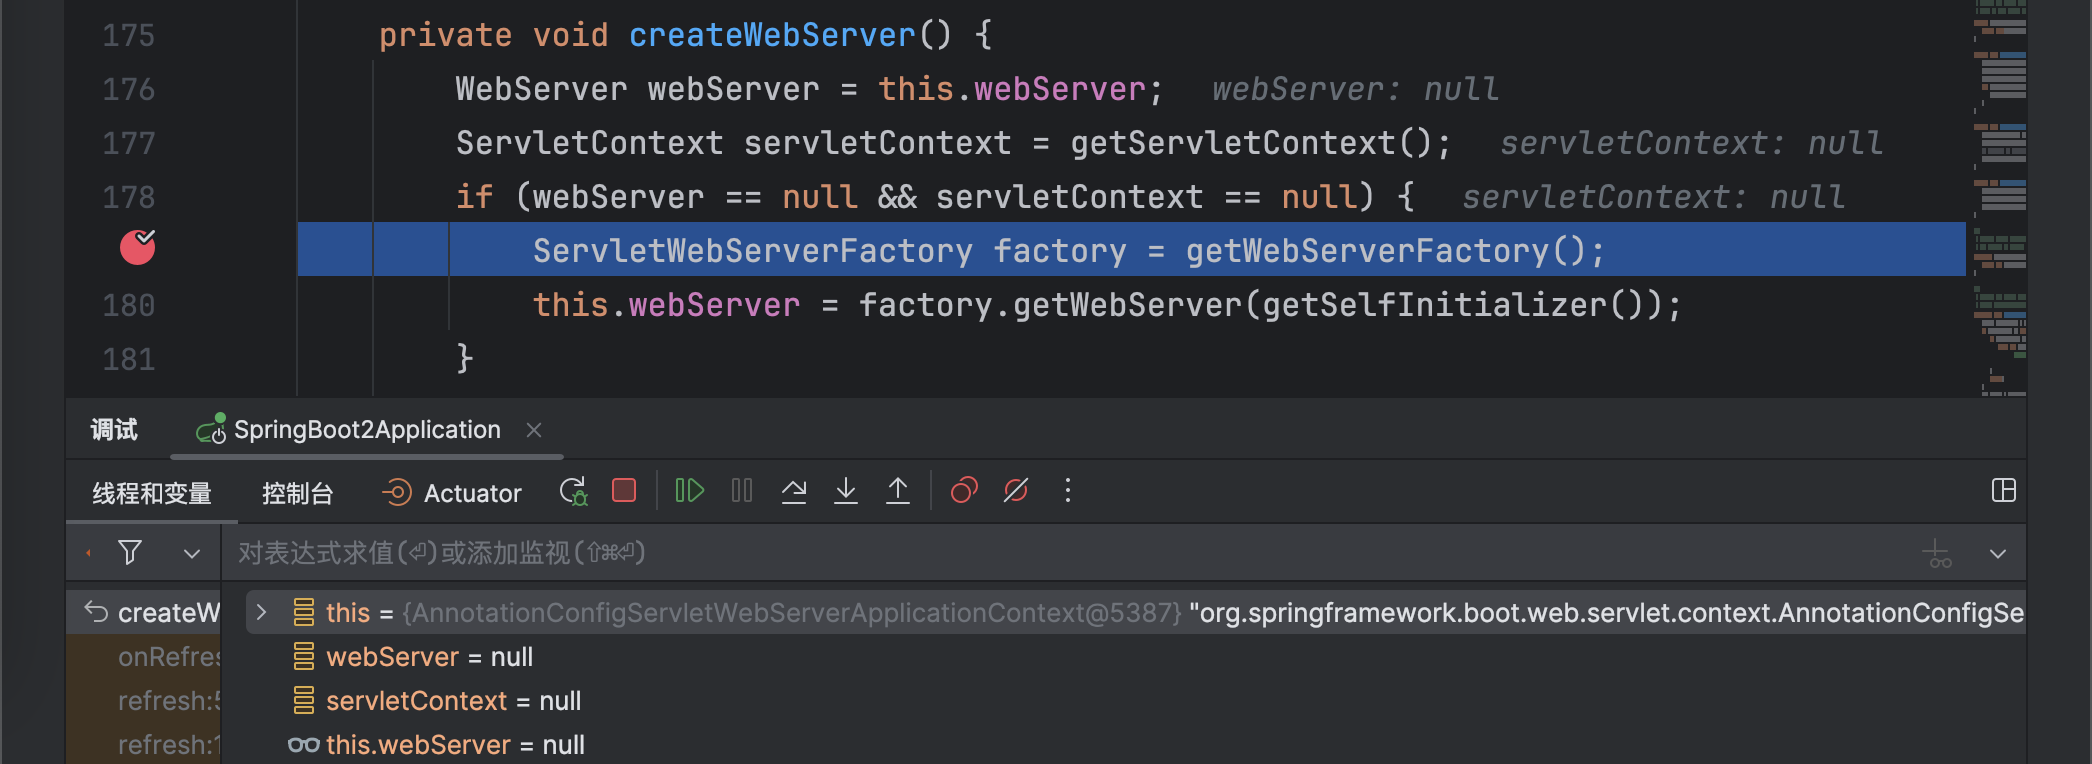 175 private void createWebServer() {
176 WebServer webServer = this.webServer; webServer: null
177 ServletContext servletContext = getServletContext(); servletContext: null
178 if (webServer == null && servletContext == null) { servletContext: null
ServletWebServerFactory factory = getWebServerFactory();
180 this.webServer = factory.getWebServer(getSelfInitializer());
181 }
调试 SpringBoot2Application
线程和变量 控制台 Actuator
对表达式求值(⏎)或添加监视(⇧⌘⏎)
createW this = {AnnotationConfigServletWebServerApplicationContext@5387} "org.springframework.boot.web.servlet.context.AnnotationConfigSe
onRefres webServer = null
refresh:5 servletContext = null
refresh:1 this.webServer = null